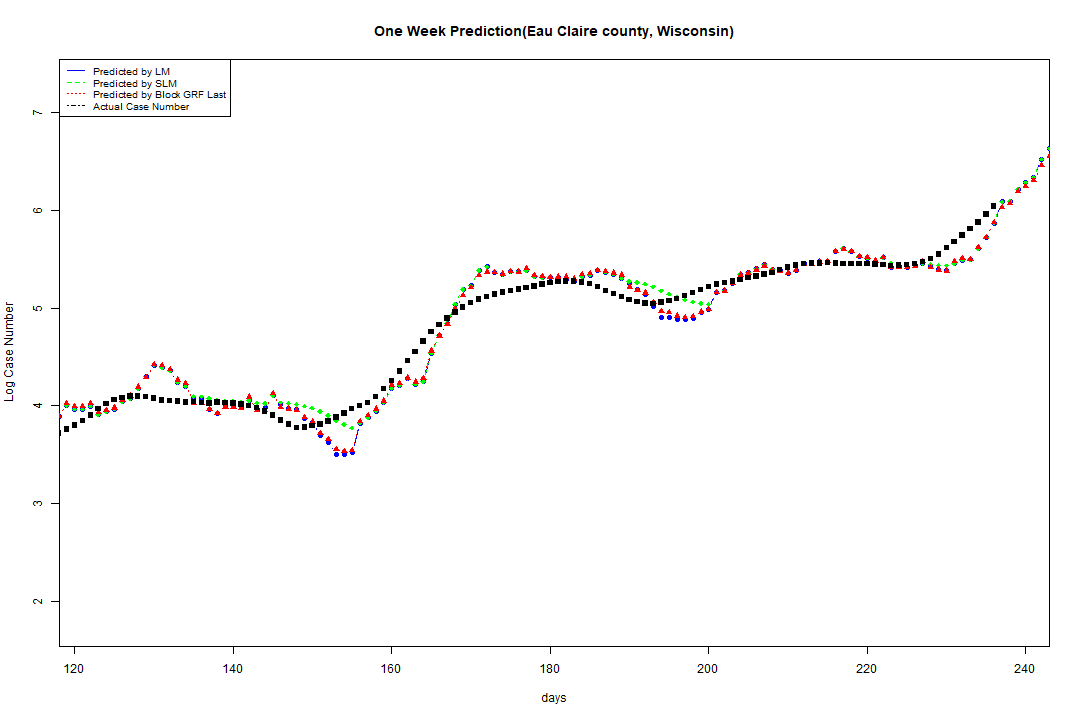 One Week Prediction(Eau Claire county, Wisconsin)
Predicted by LM
Predicted by SLM
Predicted by Block GRF Last
Actual Case Number
7
6
5
4
3
2
Log Case Number
120 140 160 180 200 220 240
days